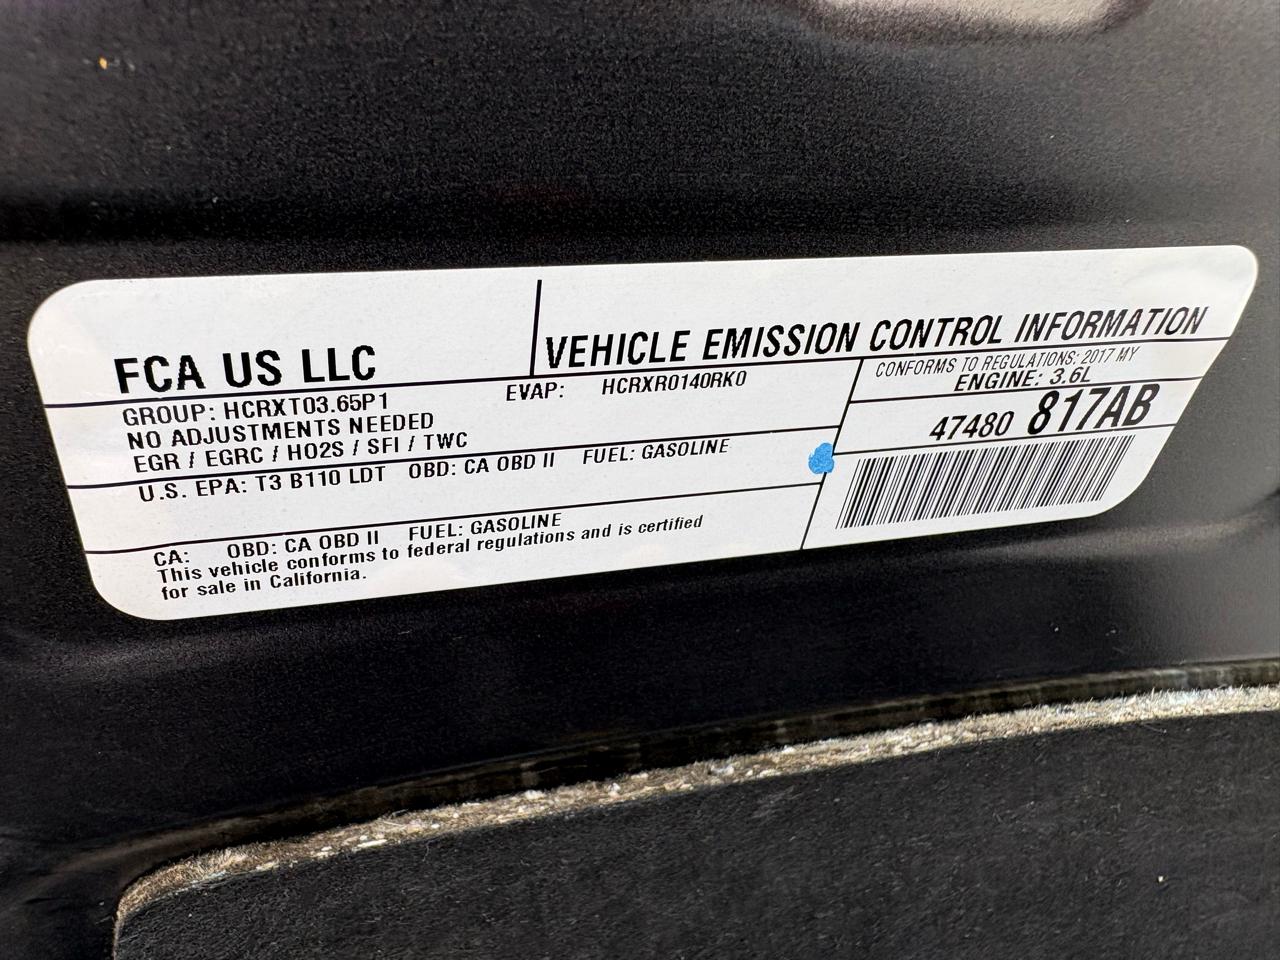 FCA US LLC
VEHICLE EMISSION CONTROL INFORMATION
GROUP: HCRXT03.65P1
EVAP: HCRXR0140RK0
NO ADJUSTMENTS NEEDED
EGR / EGRC / HO2S / SFI / TWC
U.S. EPA: T3 B110 LDT OBD: CA OBD II FUEL: GASOLINE
CA: OBD: CA OBD II FUEL: GASOLINE
This vehicle conforms to federal regulations and is certified
for sale in California.
CONFORMS TO REGULATIONS: 2017 MY
ENGINE: 3.6L
47480 817AB